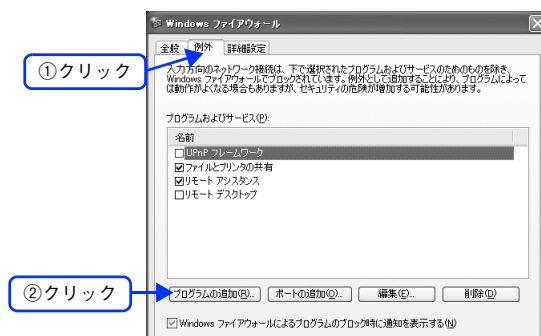 Windows ファイアウォール
全般 例外 詳細設定
①クリック
入力方向のネットワーク接続は、下で選択されたプログラムおよびサービスのためのものを除き、
Windows ファイアウォールでブロックされています。例外として追加することにより、プログラムによって
は動作がよくなる場合もありますが、セキュリティの危険が増加する可能性があります。
プログラムおよびサービス(P):
名前
UPnP フレームワーク
ファイルとプリンタの共有
リモート アシスタンス
リモート デスクトップ
②クリック
プログラムの追加(R)... ポートの追加(O)... 編集(E)... 削除(D)
Windows ファイアウォールによるプログラムのブロック時に通知を表示する(N)